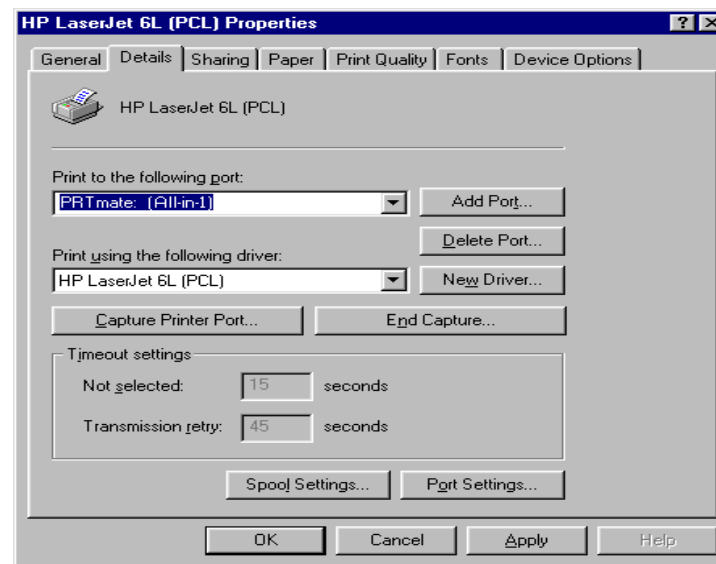 HP LaserJet 6L (PCL) Properties
General Details Sharing Paper Print Quality Fonts Device Options
HP LaserJet 6L (PCL)
Print to the following port:
PRTmate: (All-in-1) Add Port...
Delete Port...
Print using the following driver:
HP LaserJet 6L (PCL) New Driver...
Capture Printer Port... End Capture...
Timeout settings
Not selected: 15 seconds
Transmission retry: 45 seconds
Spool Settings... Port Settings...
OK Cancel Apply Help